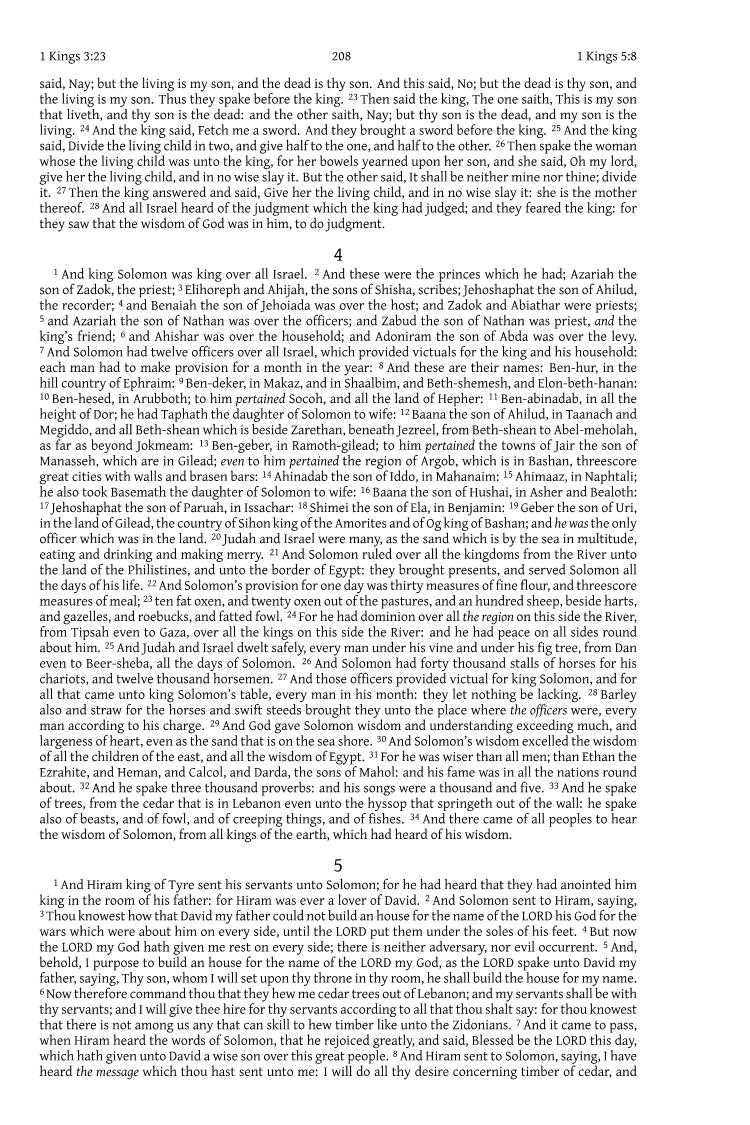 1 Kings 3:23 208 1 Kings 5:8
said, Nay; but the living is my son, and the dead is thy son. And this said, No; but the dead is thy son, and
the living is my son. Thus they spake before the king. 23 Then said the king, The one saith, This is my son
that liveth, and thy son is the dead: and the other saith, Nay; but thy son is the dead, and my son is the
living. 24 And the king said, Fetch me a sword. And they brought a sword before the king. 25 And the king
said, Divide the living child in two, and give half to the one, and half to the other. 26 Then spake the woman
whose the living child was unto the king, for her bowels yearned upon her son, and she said, Oh my lord,
give her the living child, and in no wise slay it. But the other said, It shall be neither mine nor thine; divide
it. 27 Then the king answered and said, Give her the living child, and in no wise slay it: she is the mother
thereof. 28 And all Israel heard of the judgment which the king had judged; and they feared the king: for
they saw that the wisdom of God was in him, to do judgment.
4
1 And king Solomon was king over all Israel. 2 And these were the princes which he had; Azariah the
son of Zadok, the priest; 3 Elihoreph and Ahijah, the sons of Shisha, scribes; Jehoshaphat the son of Ahilud,
the recorder; 4 and Benaiah the son of Jehoiada was over the host; and Zadok and Abiathar were priests;
5 and Azariah the son of Nathan was over the officers; and Zabud the son of Nathan was priest, and the
king's friend; 6 and Ahishar was over the household; and Adoniram the son of Abda was over the levy.
7 And Solomon had twelve officers over all Israel, which provided victuals for the king and his household:
each man had to make provision for a month in the year: 8 And these are their names: Ben-hur, in the
hill country of Ephraim: 9 Ben-deker, in Makaz, and in Shaalbim, and Beth-shemesh, and Elon-beth-hanan:
10 Ben-hesed, in Arubboth; to him pertained Socoh, and all the land of Hepher: 11 Ben-abinadab, in all the
height of Dor; he had Taphath the daughter of Solomon to wife: 12 Baana the son of Ahilud, in Taanach and
Megiddo, and all Beth-shean which is beside Zarethan, beneath Jezreel, from Beth-shean to Abel-meholah,
as far as beyond Jokmeam: 13 Ben-geber, in Ramoth-gilead; to him pertained the towns of Jair the son of
Manasseh, which are in Gilead; even to him pertained the region of Argob, which is in Bashan, threescore
great cities with walls and brasen bars: 14 Ahinadab the son of Iddo, in Mahanaim: 15 Ahimaaz, in Naphtali;
he also took Basemath the daughter of Solomon to wife: 16 Baana the son of Hushai, in Asher and Bealoth:
17 Jehoshaphat the son of Paruah, in Issachar: 18 Shimei the son of Ela, in Benjamin: 19 Geber the son of Uri,
in the land of Gilead, the country of Sihon king of the Amorites and of Og king of Bashan; and he was the only
officer which was in the land. 20 Judah and Israel were many, as the sand which is by the sea in multitude,
eating and drinking and making merry. 21 And Solomon ruled over all the kingdoms from the River unto
the land of the Philistines, and unto the border of Egypt: they brought presents, and served Solomon all
the days of his life. 22 And Solomon's provision for one day was thirty measures of fine flour, and threescore
measures of meal; 23 ten fat oxen, and twenty oxen out of the pastures, and an hundred sheep, beside harts,
and gazelles, and roebucks, and fatted fowl. 24 For he had dominion over all the region on this side the River,
from Tipsah even to Gaza, over all the kings on this side the River: and he had peace on all sides round
about him. 25 And Judah and Israel dwelt safely, every man under his vine and under his fig tree, from Dan
even to Beer-sheba, all the days of Solomon. 26 And Solomon had forty thousand stalls of horses for his
chariots, and twelve thousand horsemen. 27 And those officers provided victual for king Solomon, and for
all that came unto king Solomon's table, every man in his month: they let nothing be lacking. 28 Barley
also and straw for the horses and swift steeds brought they unto the place where the officers were, every
man according to his charge. 29 And God gave Solomon wisdom and understanding exceeding much, and
largeness of heart, even as the sand that is on the sea shore. 30 And Solomon's wisdom excelled the wisdom
of all the children of the east, and all the wisdom of Egypt. 31 For he was wiser than all men; than Ethan the
Ezrahite, and Heman, and Calcol, and Darda, the sons of Mahol: and his fame was in all the nations round
about. 32 And he spake three thousand proverbs: and his songs were a thousand and five. 33 And he spake
of trees, from the cedar that is in Lebanon even unto the hyssop that springeth out of the wall: he spake
also of beasts, and of fowl, and of creeping things, and of fishes. 34 And there came of all peoples to hear
the wisdom of Solomon, from all kings of the earth, which had heard of his wisdom.
5
1 And Hiram king of Tyre sent his servants unto Solomon; for he had heard that they had anointed him
king in the room of his father: for Hiram was ever a lover of David. 2 And Solomon sent to Hiram, saying,
3 Thou knowest how that David my father could not build an house for the name of the LORD his God for the
wars which were about him on every side, until the LORD put them under the soles of his feet. 4 But now
the LORD my God hath given me rest on every side; there is neither adversary, nor evil occurrent. 5 And,
behold, I purpose to build an house for the name of the LORD my God, as the LORD spake unto David my
father, saying, Thy son, whom I will set upon thy throne in thy room, he shall build the house for my name.
6 Now therefore command thou that they hew me cedar trees out of Lebanon; and my servants shall be with
thy servants; and I will give thee hire for thy servants according to all that thou shalt say: for thou knowest
that there is not among us any that can skill to hew timber like unto the Zidonians. 7 And it came to pass,
when Hiram heard the words of Solomon, that he rejoiced greatly, and said, Blessed be the LORD this day,
which hath given unto David a wise son over this great people. 8 And Hiram sent to Solomon, saying, I have
heard the message which thou hast sent unto me: I will do all thy desire concerning timber of cedar, and